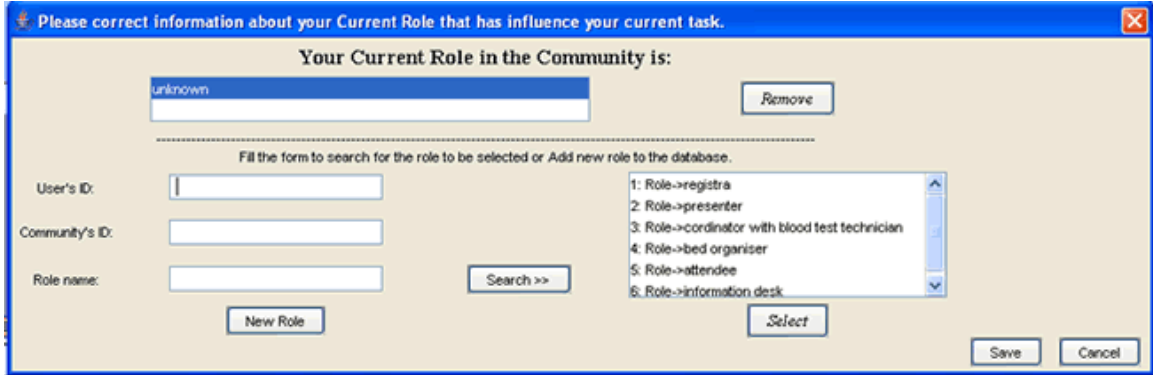 Please correct information about your Current Role that has influence your current task.
Your Current Role in the Community is:
unknown
Remove
Fill the form to search for the role to be selected or Add new role to the database.
User's ID:
Community's ID:
Role name:
Search >>
New Role
1: Role->registra
2: Role->presenter
3: Role->cordinator with blood test technician
4: Role->bed organiser
5: Role->attendee
6: Role->information desk
Select
Save
Cancel